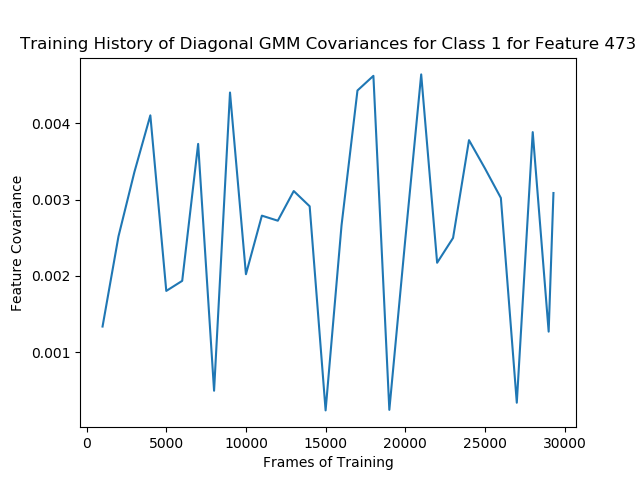 Training History of Diagonal GMM Covariances for Class 1 for Feature 473
Feature Covariance
0.004
0.003
0.002
0.001
0 5000 10000 15000 20000 25000 30000
Frames of Training